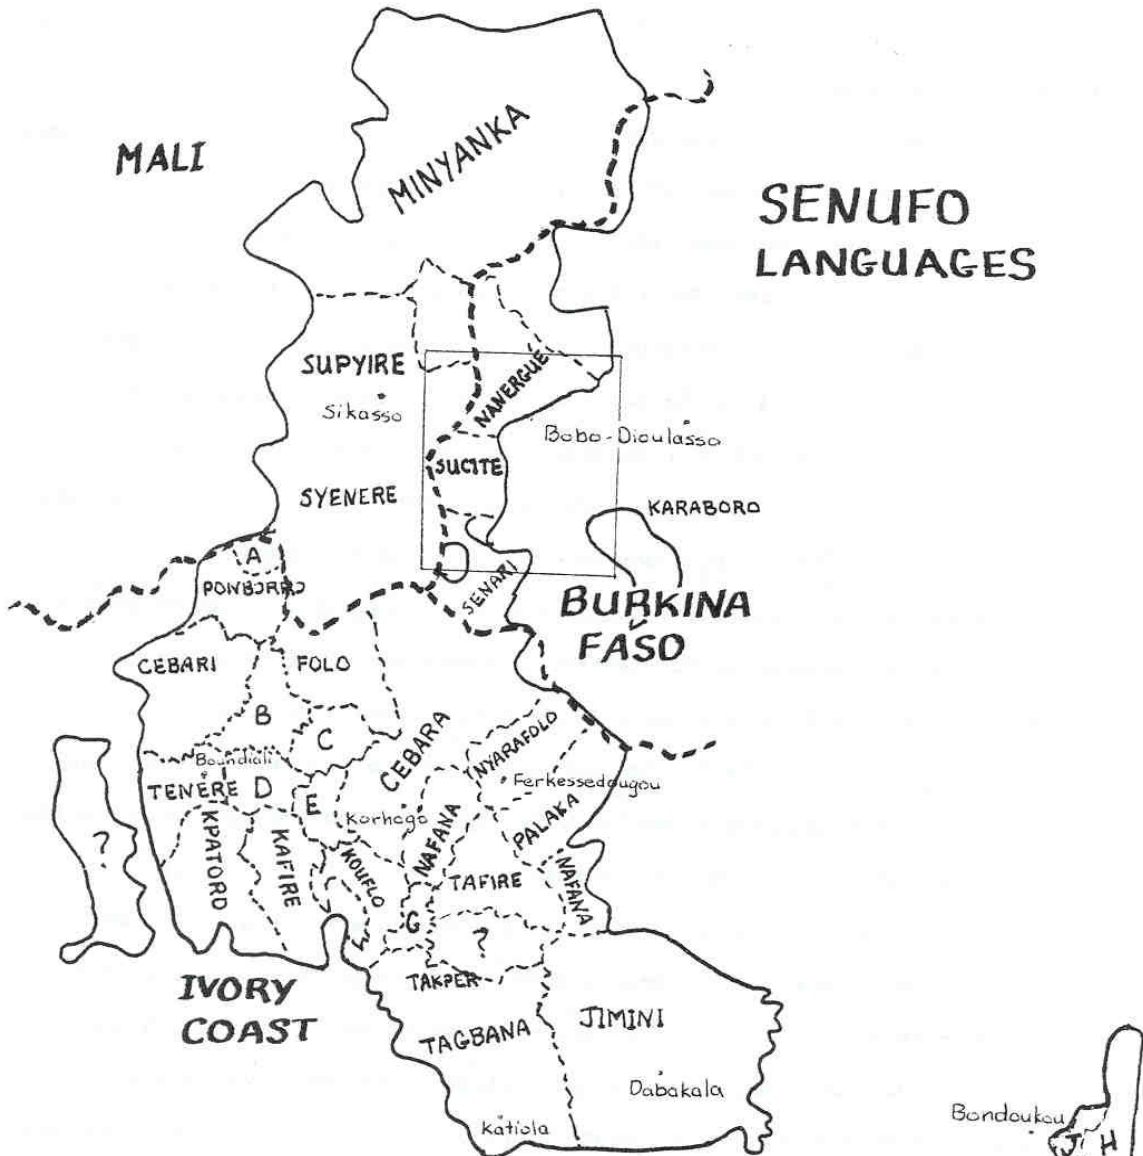 MALI
MINYANKA
SENUFO
LANGUAGES
SUPYIRE
Sikasso
NANERGUÉ
Bobo-Dioulasso
SUCITE
SYENERE
KARABORO
A
PONBORRO
SENARI
BURKINA
FASO
CEBARI
FOLO
B
C
CEBARA
NYARAFOLO
Boundiali
Ferkessedougou
TENERE
D
E
Korhogo
NAFANA
PALAKA
?
KPATORO
KAFIRE
KOUFLO
TAFIRE
NAFANA
G
?
IVORY
COAST
TAKPER
TAGBANA
JIMINI
Dabakala
Katiola
Bondoukou
J H